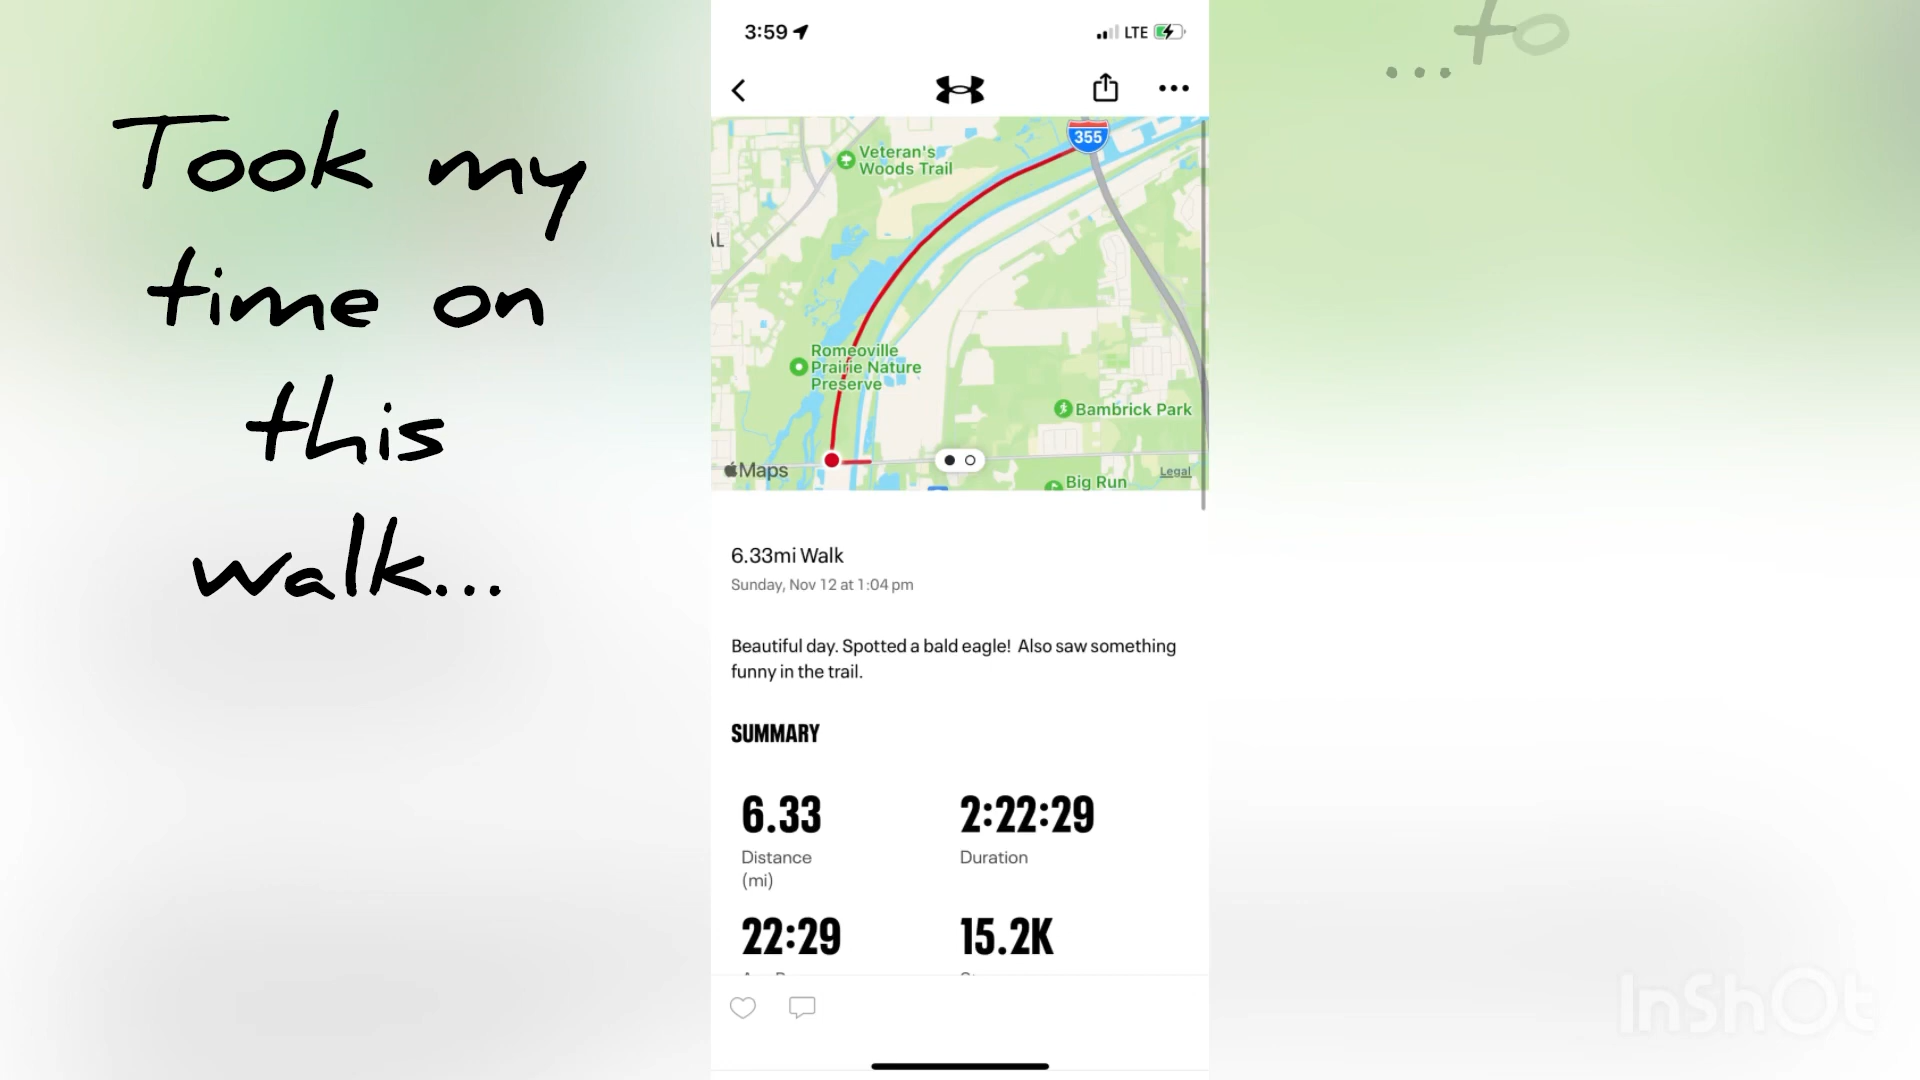 Took my
time on
this
walk...
...to
3:59
LTE
355
Veteran's
Woods Trail
AL
Romeoville
Prairie Nature
Preserve
Bambrick Park
Maps
Legal
Big Run
6.33mi Walk
Sunday, Nov 12 at 1:04 pm
Beautiful day. Spotted a bald eagle! Also saw something
funny in the trail.
SUMMARY
6.33
2:22:29
Distance
(mi)
Duration
22:29
15.2K
InShOt